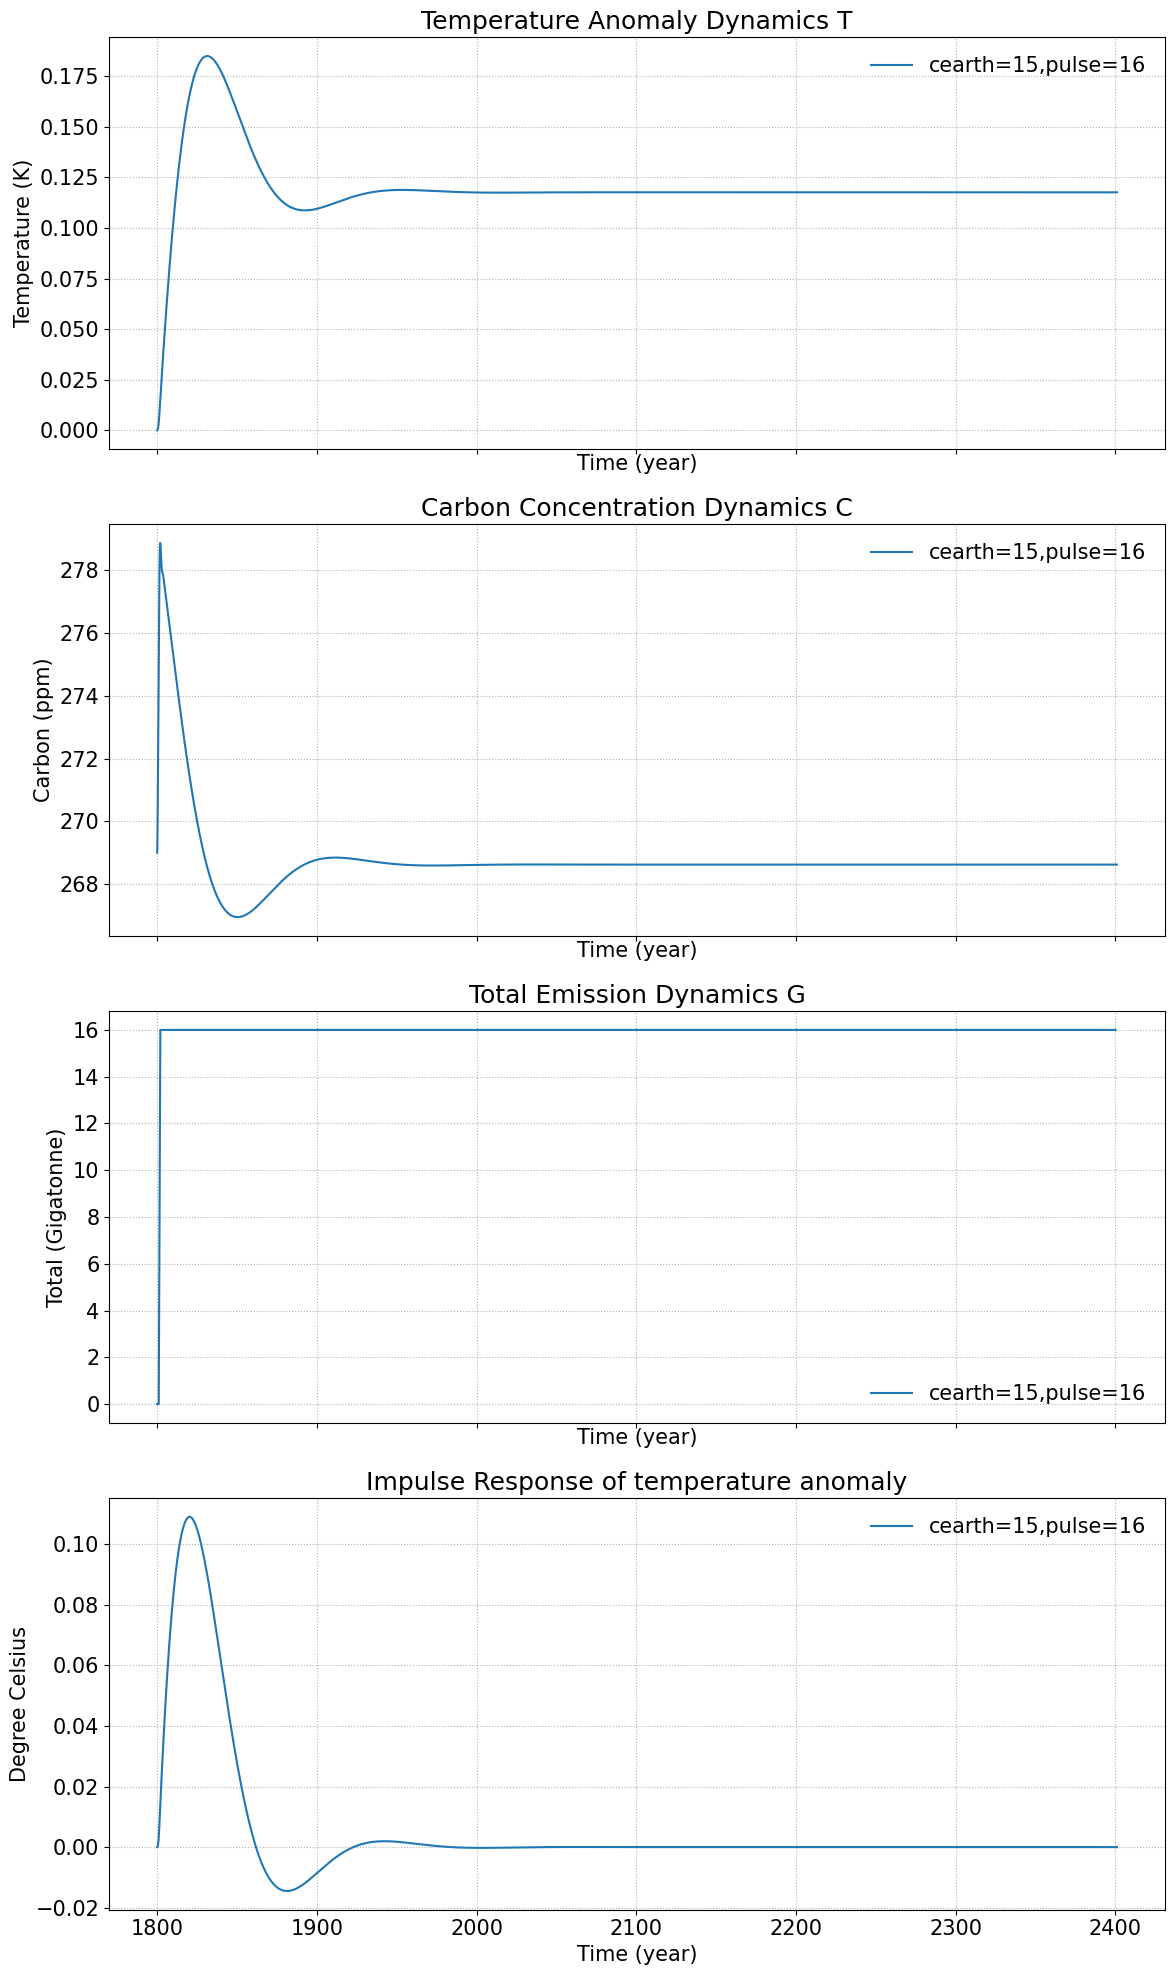 Temperature Anomaly Dynamics T
cearth=15,pulse=16
Temperature (K)
0.175
0.150
0.125
0.100
0.075
0.050
0.025
0.000
Time (year)
Carbon Concentration Dynamics C
cearth=15,pulse=16
Carbon (ppm)
278
276
274
272
270
268
Time (year)
Total Emission Dynamics G
Total (Gigatonne)
16
14
12
10
8
6
4
2
0
cearth=15,pulse=16
Time (year)
Impulse Response of temperature anomaly
cearth=15,pulse=16
Degree Celsius
0.10
0.08
0.06
0.04
0.02
0.00
−0.02
1800 1900 2000 2100 2200 2300 2400
Time (year)